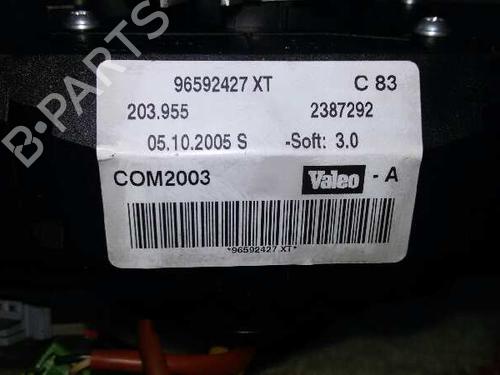 96592427 XT C 83
203.955 2387292
05.10.2005 S -Soft: 3.0
COM2003 Valeo - A
*96592427 XT*
B-PARTS